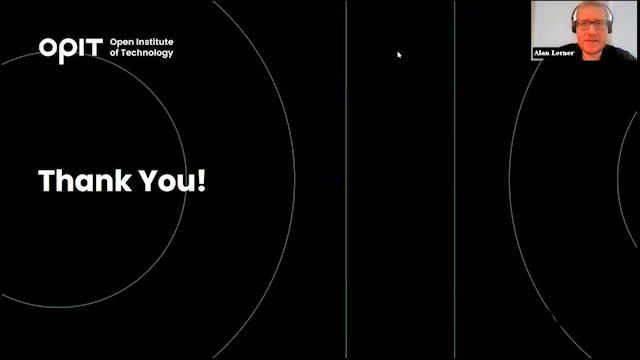 OPIT
Open Institute
of Technology
Alan Lerner
Thank You!